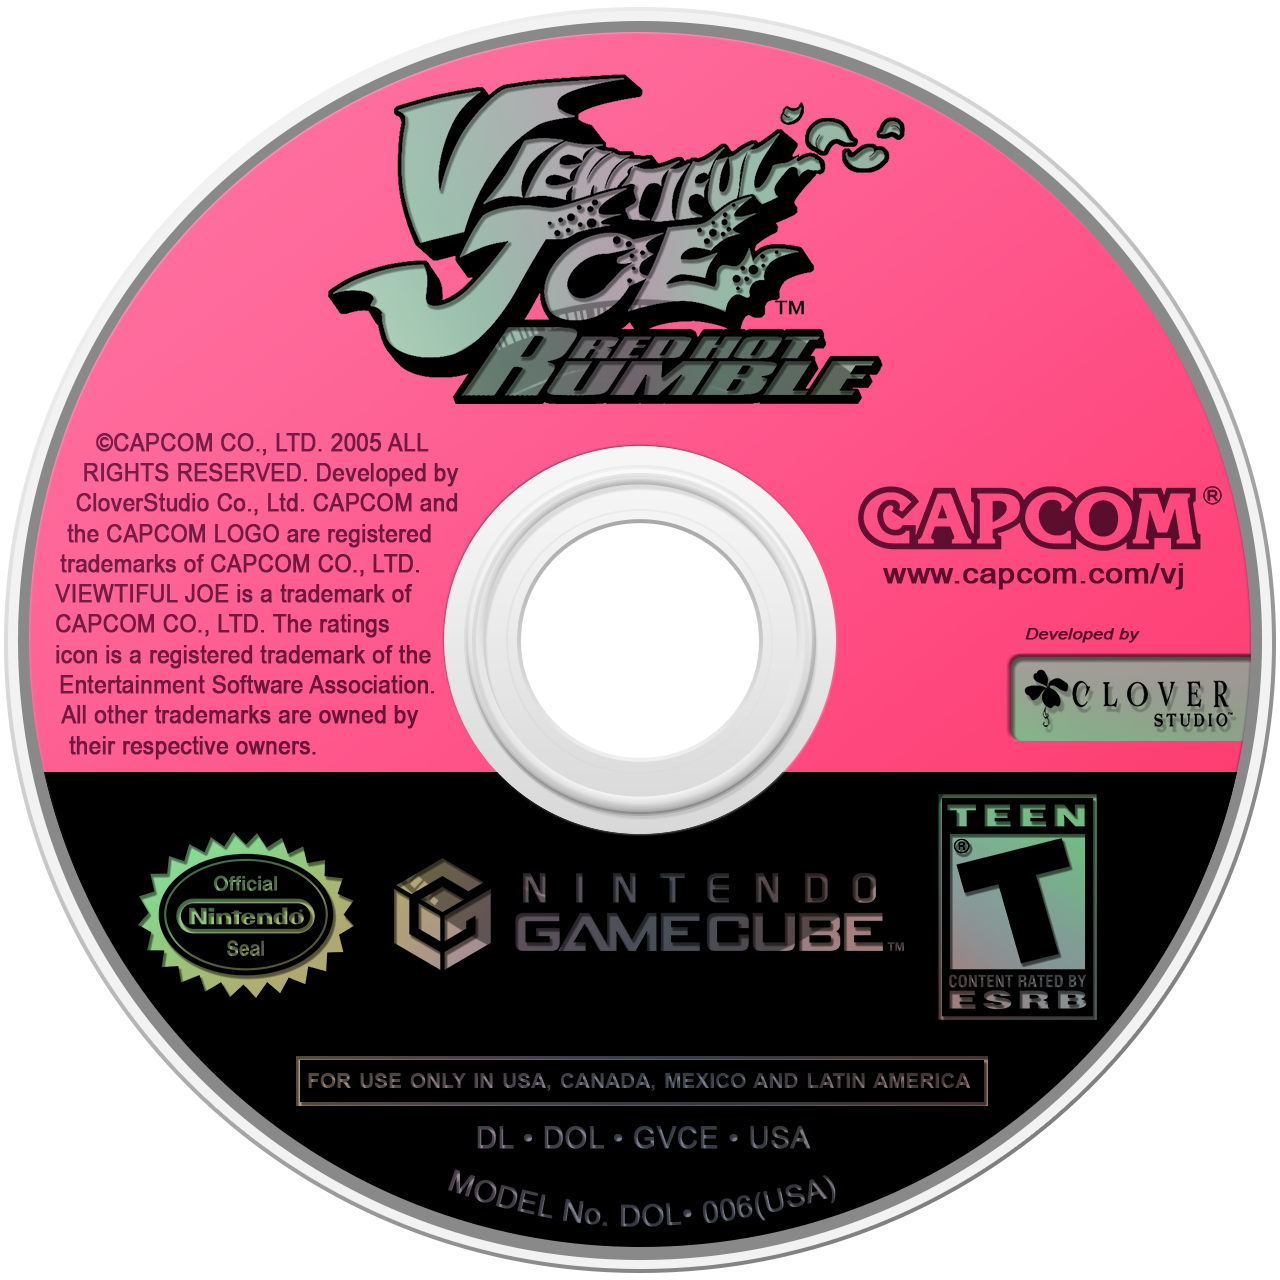 VIEWTIFUL
JOE™
RED HOT
RUMBLE
©CAPCOM CO., LTD. 2005 ALL
RIGHTS RESERVED. Developed by
CloverStudio Co., Ltd. CAPCOM and
the CAPCOM LOGO are registered
trademarks of CAPCOM CO., LTD.
VIEWTIFUL JOE is a trademark of
CAPCOM CO., LTD. The ratings
icon is a registered trademark of the
Entertainment Software Association.
All other trademarks are owned by
their respective owners.
CAPCOM®
www.capcom.com/vj
Developed by
CLOVER
STUDIO™
Official
Nintendo®
Seal
NINTENDO
GAMECUBE™
TEEN
®
T
CONTENT RATED BY
ESRB
FOR USE ONLY IN USA, CANADA, MEXICO AND LATIN AMERICA
DL • DOL • GVCE • USA
MODEL No. DOL• 006(USA)